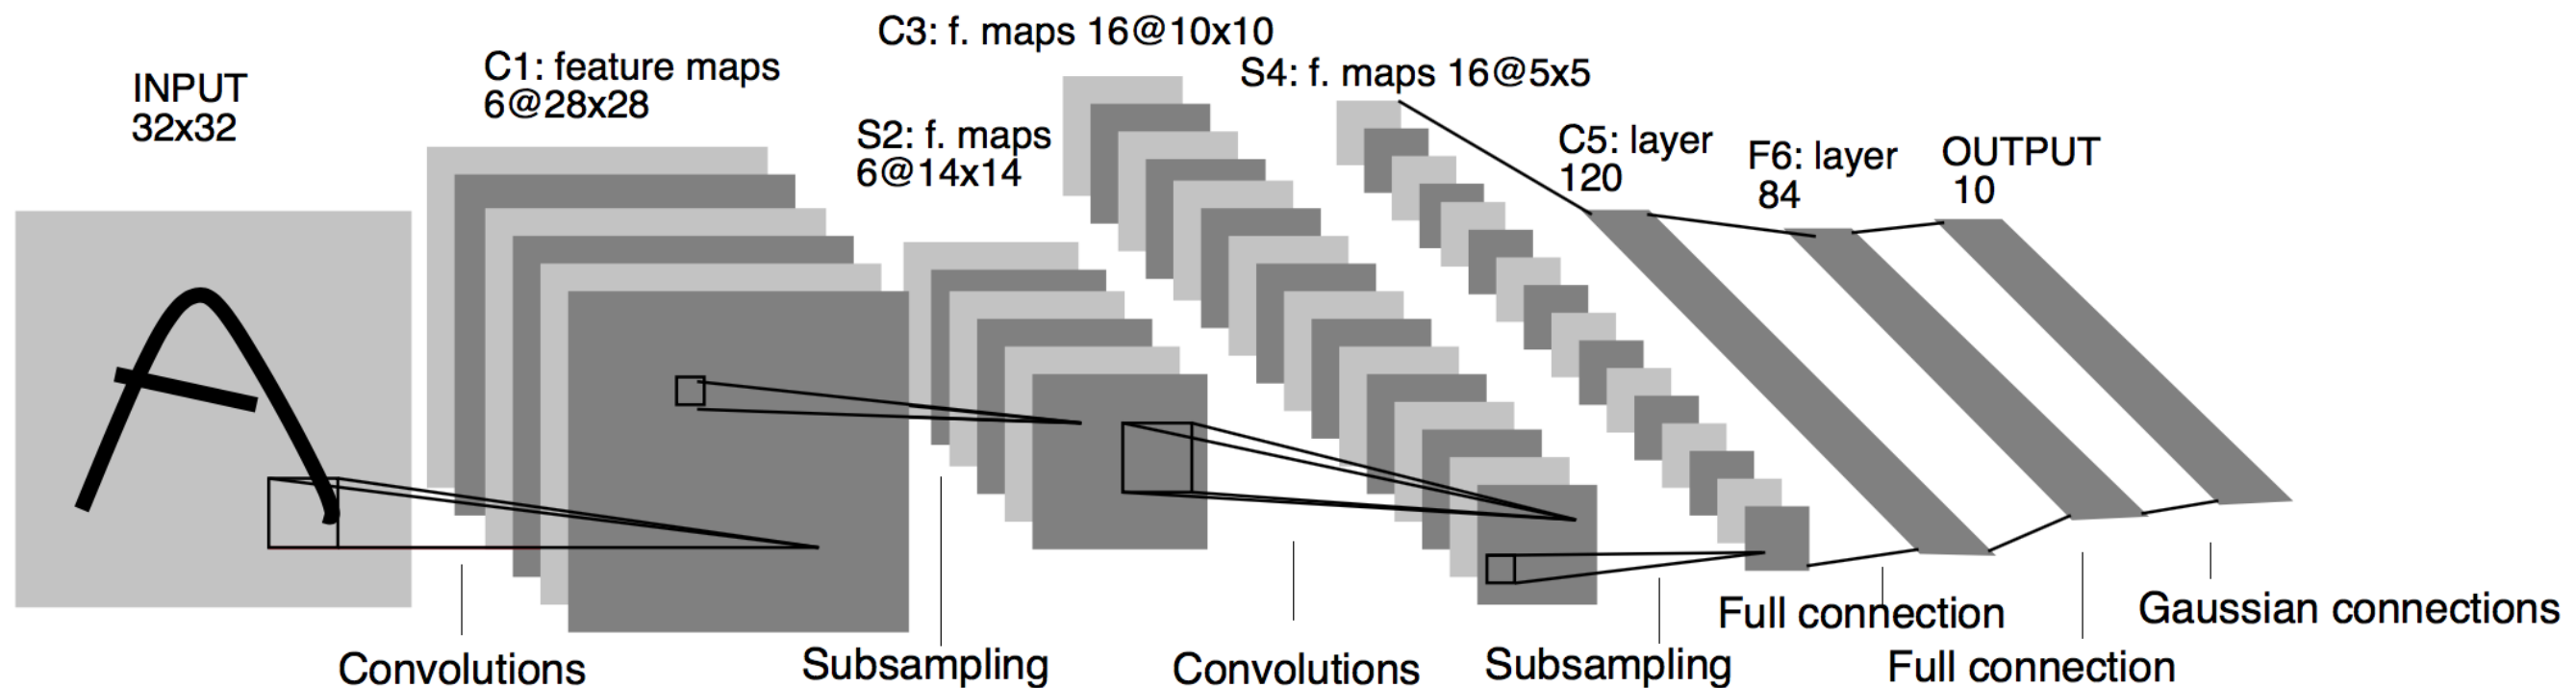 INPUT
32x32
C1: feature maps
6@28x28
S2: f. maps
6@14x14
C3: f. maps 16@10x10
S4: f. maps 16@5x5
C5: layer
120
F6: layer
84
OUTPUT
10
Convolutions
Subsampling
Convolutions
Subsampling
Full connection
Full connection
Gaussian connections